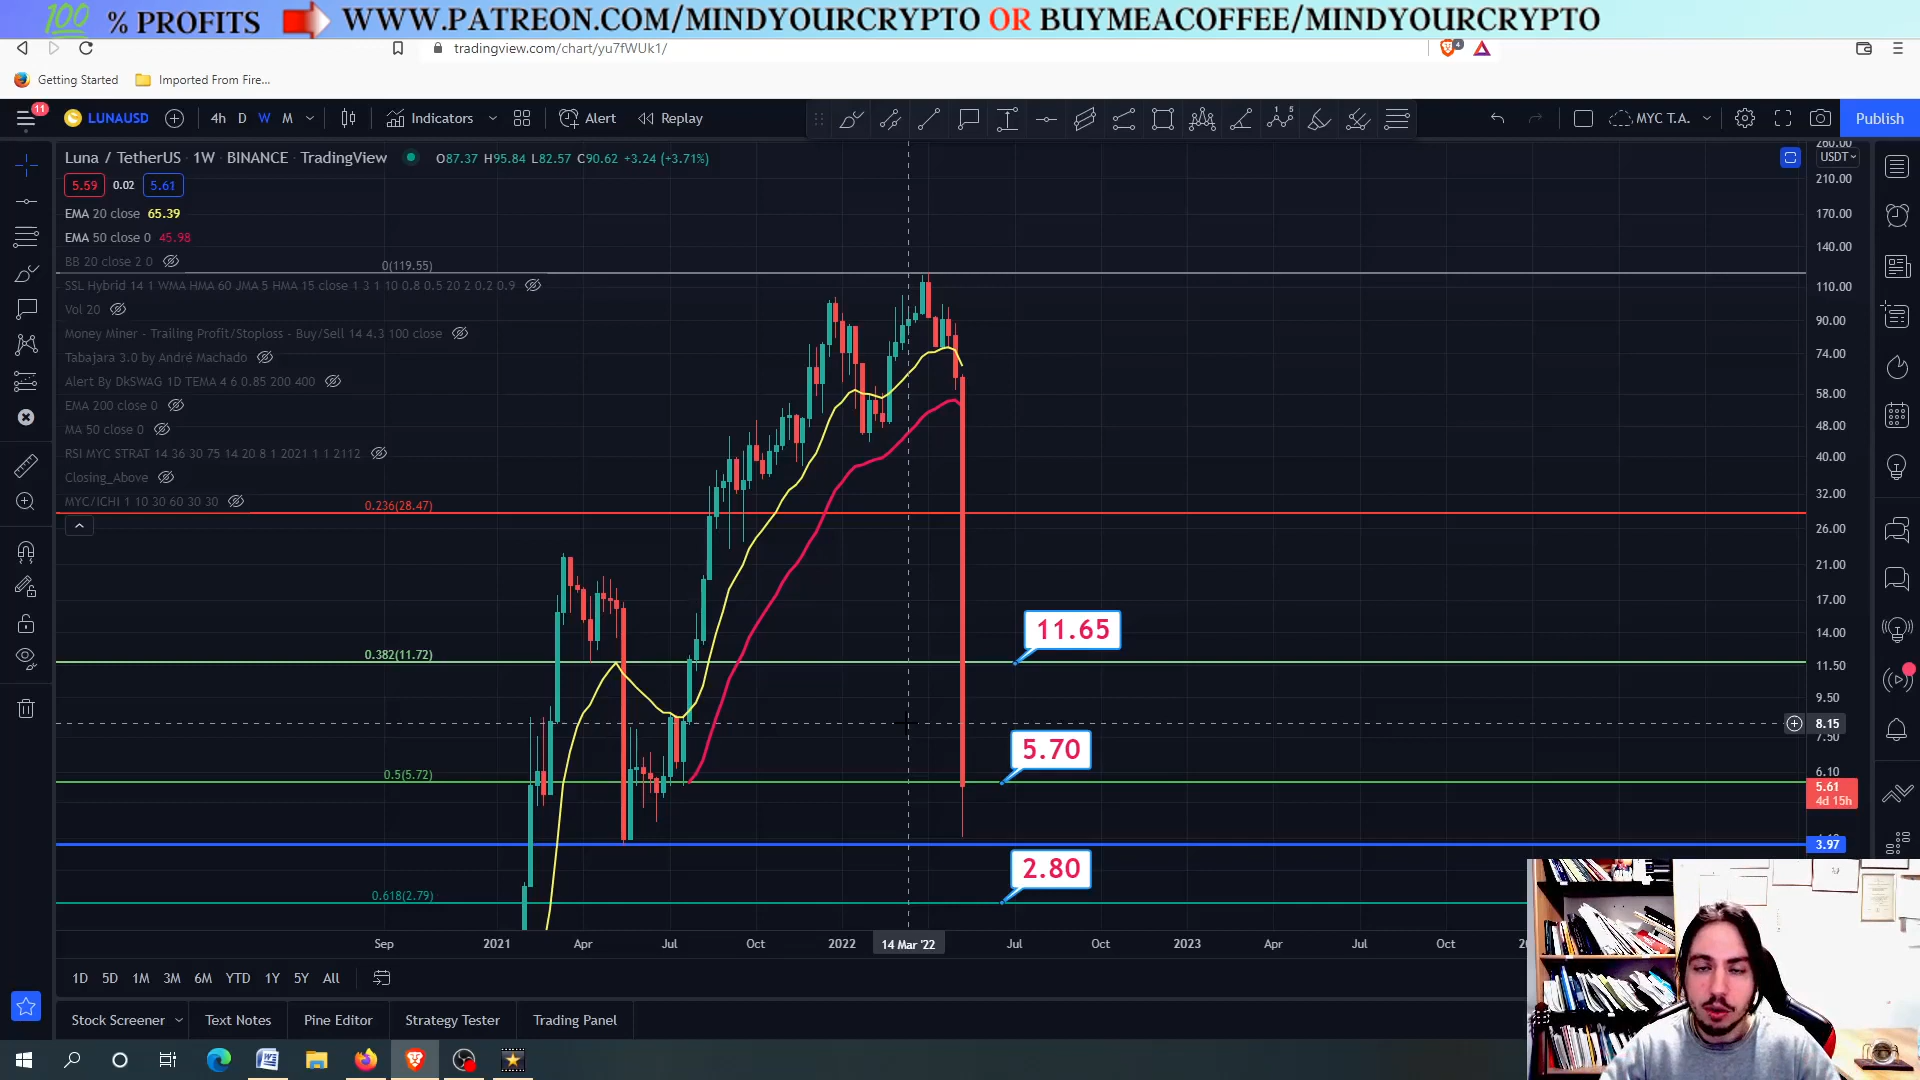 100 % PROFITS WWW.PATREON.COM/MINDYOURCRYPTO OR BUYMEACOFFEE/MINDYOURCRYPTO
tradingview.com/chart/yu7fWUk1/
4
Getting Started Imported From Fire...
11 LUNAUSD 4h D W M Indicators Alert Replay MYC T.A. Publish
Luna / TetherUS · 1W · BINANCE · TradingView O87.37 H95.84 L82.57 C90.62 +3.24 (+3.71%)
5.59 0.02 5.61
EMA 20 close 65.39
EMA 50 close 0 45.98
BB 20 close 2 0
SSL Hybrid 14 1 WMA HMA 60 JMA 5 HMA 15 close 1 3 1 10 0.8 0.5 20 2 0.2 0.9
Vol 20
Money Miner - Trailing Profit/Stoploss - Buy/Sell 14 4.3 100 close
Tabajara 3.0 by André Machado
Alert By DkSWAG 1D TEMA 4 6 0.85 200 400
EMA 200 close 0
MA 50 close 0
RSI MYC STRAT 14 36 30 75 14 20 8 1 2021 1 1 2112
Closing_Above
MYC/ICHI 1 10 30 60 30 30
0(119.55)
0.236(28.47)
0.382(11.72)
0.5(5.72)
0.618(2.79)
11.65
5.70
2.80
260.00
USDT
210.00
170.00
140.00
110.00
90.00
74.00
58.00
48.00
40.00
32.00
26.00
21.00
17.00
14.00
11.50
9.50
8.15
7.50
6.10
5.61
4d 15h
3.97
Sep 2021 Apr Jul Oct 2022 14 Mar '22 Jul Oct 2023 Apr Jul Oct
1D 5D 1M 3M 6M YTD 1Y 5Y All
Stock Screener Text Notes Pine Editor Strategy Tester Trading Panel